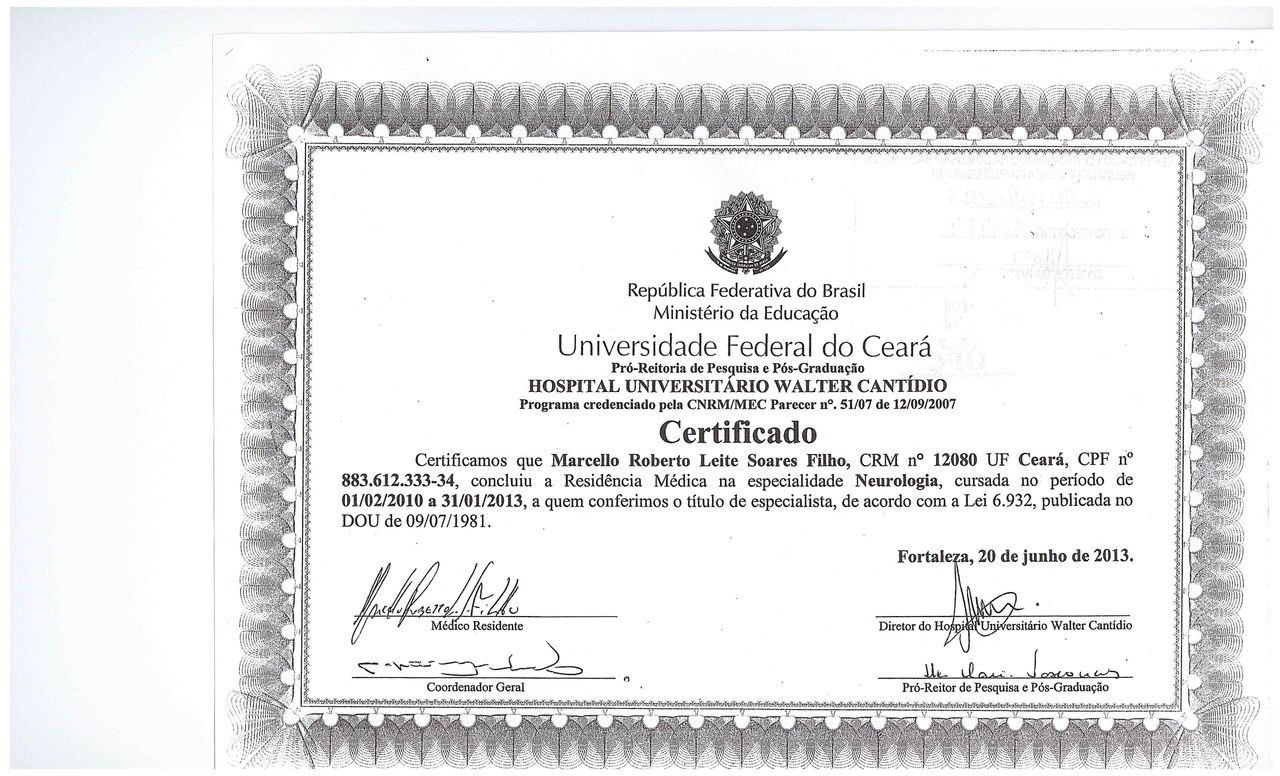 República Federativa do Brasil
Ministério da Educação
Universidade Federal do Ceará
Pró-Reitoria de Pesquisa e Pós-Graduação
HOSPITAL UNIVERSITÁRIO WALTER CANTÍDIO
Programa credenciado pela CNRM/MEC Parecer nº. 51/07 de 12/09/2007
Certificado
Certificamos que Marcello Roberto Leite Soares Filho, CRM nº 12080 UF Ceará, CPF nº
883.612.333-34, concluiu a Residência Médica na especialidade Neurologia, cursada no período de
01/02/2010 a 31/01/2013, a quem conferimos o título de especialista, de acordo com a Lei 6.932, publicada no
DOU de 09/07/1981.
Fortaleza, 20 de junho de 2013.
Médico Residente
Diretor do Hospital Universitário Walter Cantídio
Coordenador Geral
Pró-Reitor de Pesquisa e Pós-Graduação